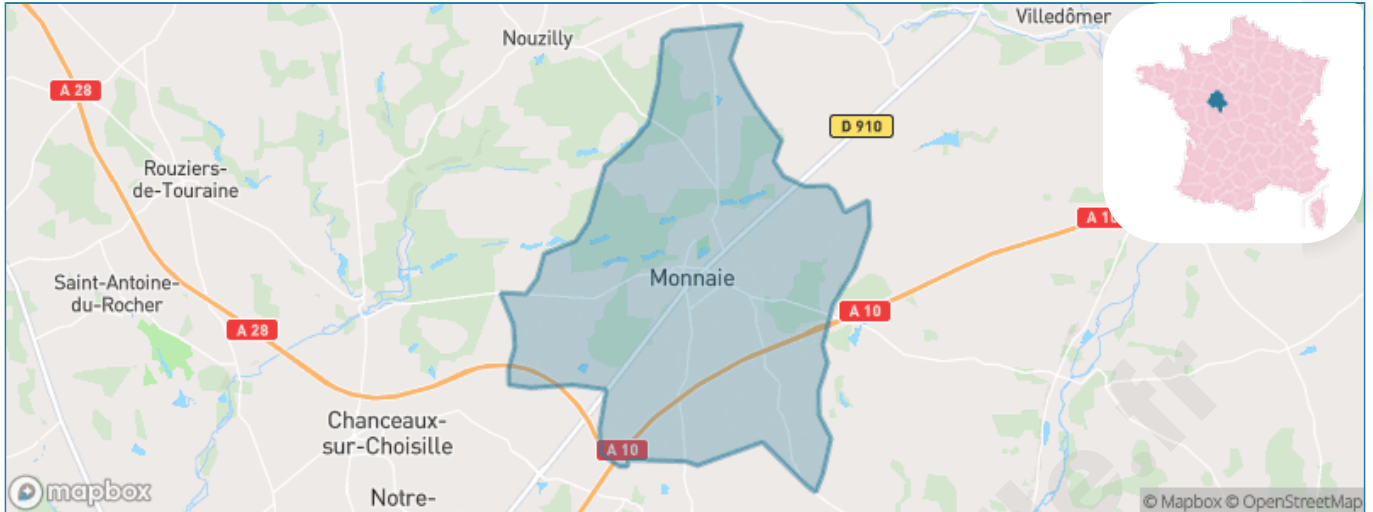 Villedômer
Nouzilly
A 28
D 910
Rouziers-
de-Touraine
A 10
Monnaie
Saint-Antoine-
du-Rocher
A 10
A 28
Chanceaux-
sur-Choisille
A 10
Notre-
mapbox
© Mapbox © OpenStreetMap